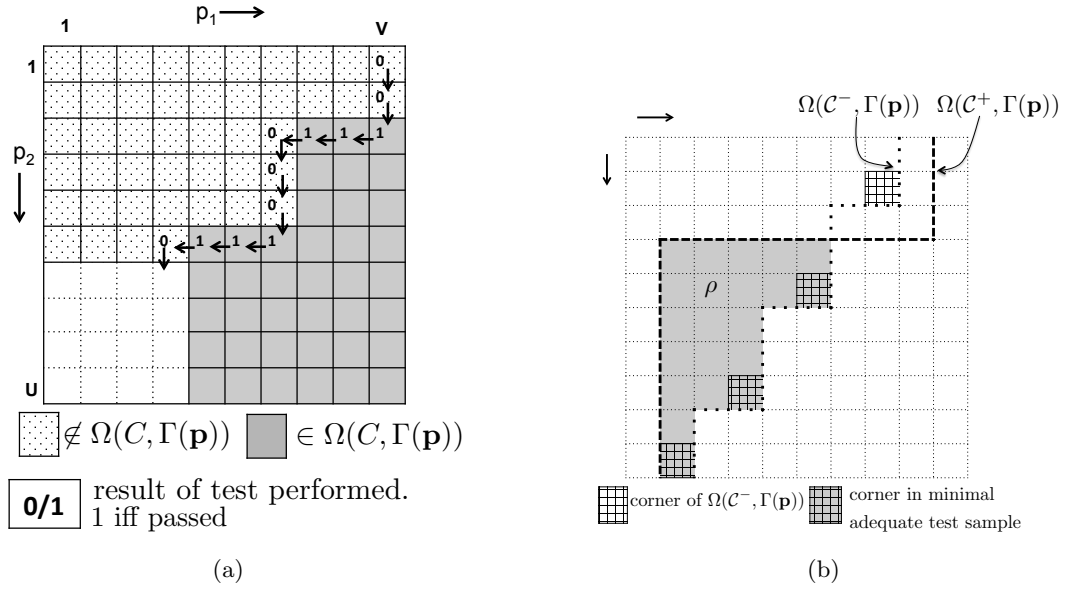 p₁
1 V
1
0
0
0 1 1 1
p₂
0
0
0 1 1 1
U
∉ Ω(C, Γ(𝐩)) ∈ Ω(C, Γ(𝐩))
0/1 result of test performed.
1 iff passed
(a)
Ω(𝒞⁻, Γ(𝐩)) Ω(𝒞⁺, Γ(𝐩))
ρ
corner of Ω(𝒞⁻, Γ(𝐩))
corner in minimal
adequate test sample
(b)